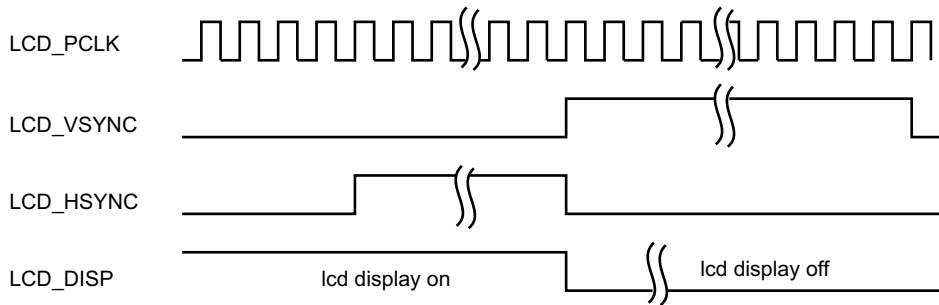 LCD_PCLK
LCD_VSYNC
LCD_HSYNC
LCD_DISP
lcd display on
lcd display off